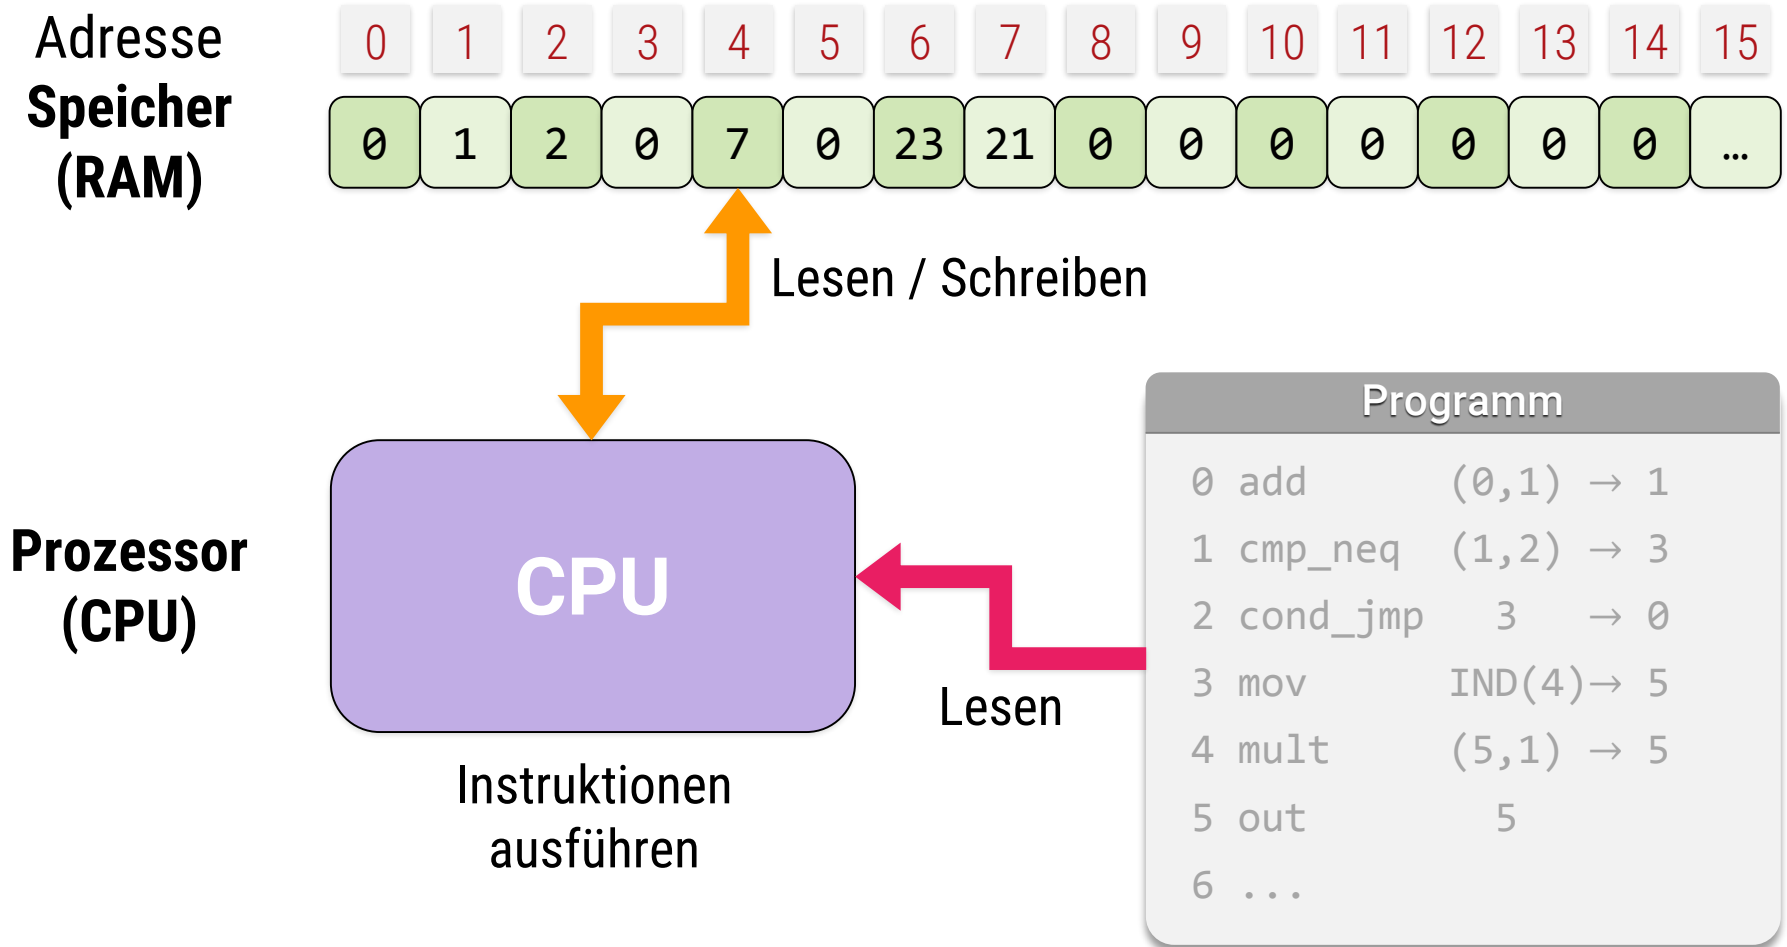 Adresse 0 1 2 3 4 5 6 7 8 9 10 11 12 13 14 15
Speicher
(RAM)
0 1 2 0 7 0 23 21 0 0 0 0 0 0 0 ...
Lesen / Schreiben
Prozessor
(CPU)
CPU
Instruktionen
ausführen
Lesen
Programm
0 add (0,1) → 1
1 cmp_neq (1,2) → 3
2 cond_jmp 3 → 0
3 mov IND(4)→ 5
4 mult (5,1) → 5
5 out 5
6 ...